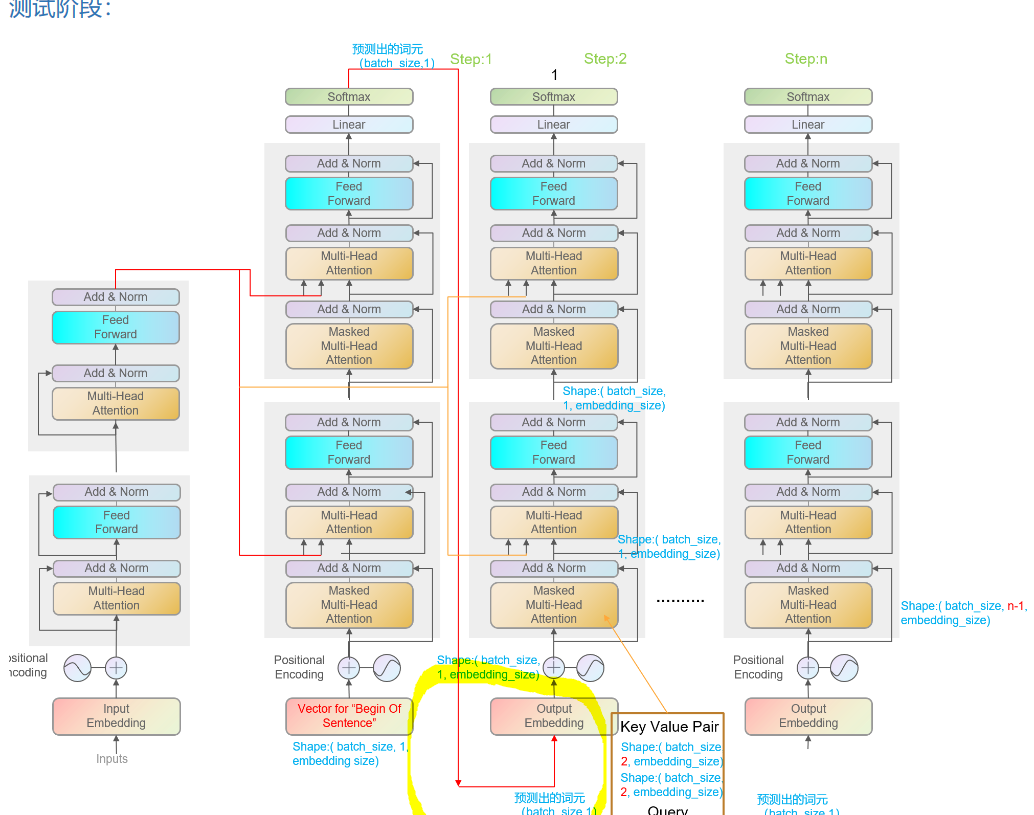 测试阶段：
预测出的词元
（batch_size,1)
Step:1
Step:2
Step:n
1
Softmax
Linear
Add & Norm
Feed
Forward
Add & Norm
Multi-Head
Attention
Add & Norm
Masked
Multi-Head
Attention
Add & Norm
Feed
Forward
Add & Norm
Multi-Head
Attention
Add & Norm
Masked
Multi-Head
Attention
Positional
Encoding
Vector for "Begin Of
Sentence"
Shape:( batch_size, 1,
embedding size)
Softmax
Linear
Add & Norm
Feed
Forward
Add & Norm
Multi-Head
Attention
Add & Norm
Masked
Multi-Head
Attention
Shape:( batch_size,
1, embedding_size)
Add & Norm
Feed
Forward
Add & Norm
Multi-Head
Attention
Shape:( batch_size,
1, embedding_size)
Add & Norm
Masked
Multi-Head
Attention
Shape:( batch_size,
1, embedding_size)
Output
Embedding
预测出的词元
（batch_size,1)
Key Value Pair
Shape:( batch_size,
2, embedding_size)
Shape:( batch_size,
2, embedding_size)
Query
..........
Softmax
Linear
Add & Norm
Feed
Forward
Add & Norm
Multi-Head
Attention
Add & Norm
Masked
Multi-Head
Attention
Add & Norm
Feed
Forward
Add & Norm
Multi-Head
Attention
Add & Norm
Masked
Multi-Head
Attention
Shape:( batch_size, n-1,
embedding_size)
Positional
Encoding
Output
Embedding
预测出的词元
（batch_size,1)
Add & Norm
Feed
Forward
Add & Norm
Multi-Head
Attention
Add & Norm
Feed
Forward
Add & Norm
Multi-Head
Attention
ositional
ncoding
Input
Embedding
Inputs